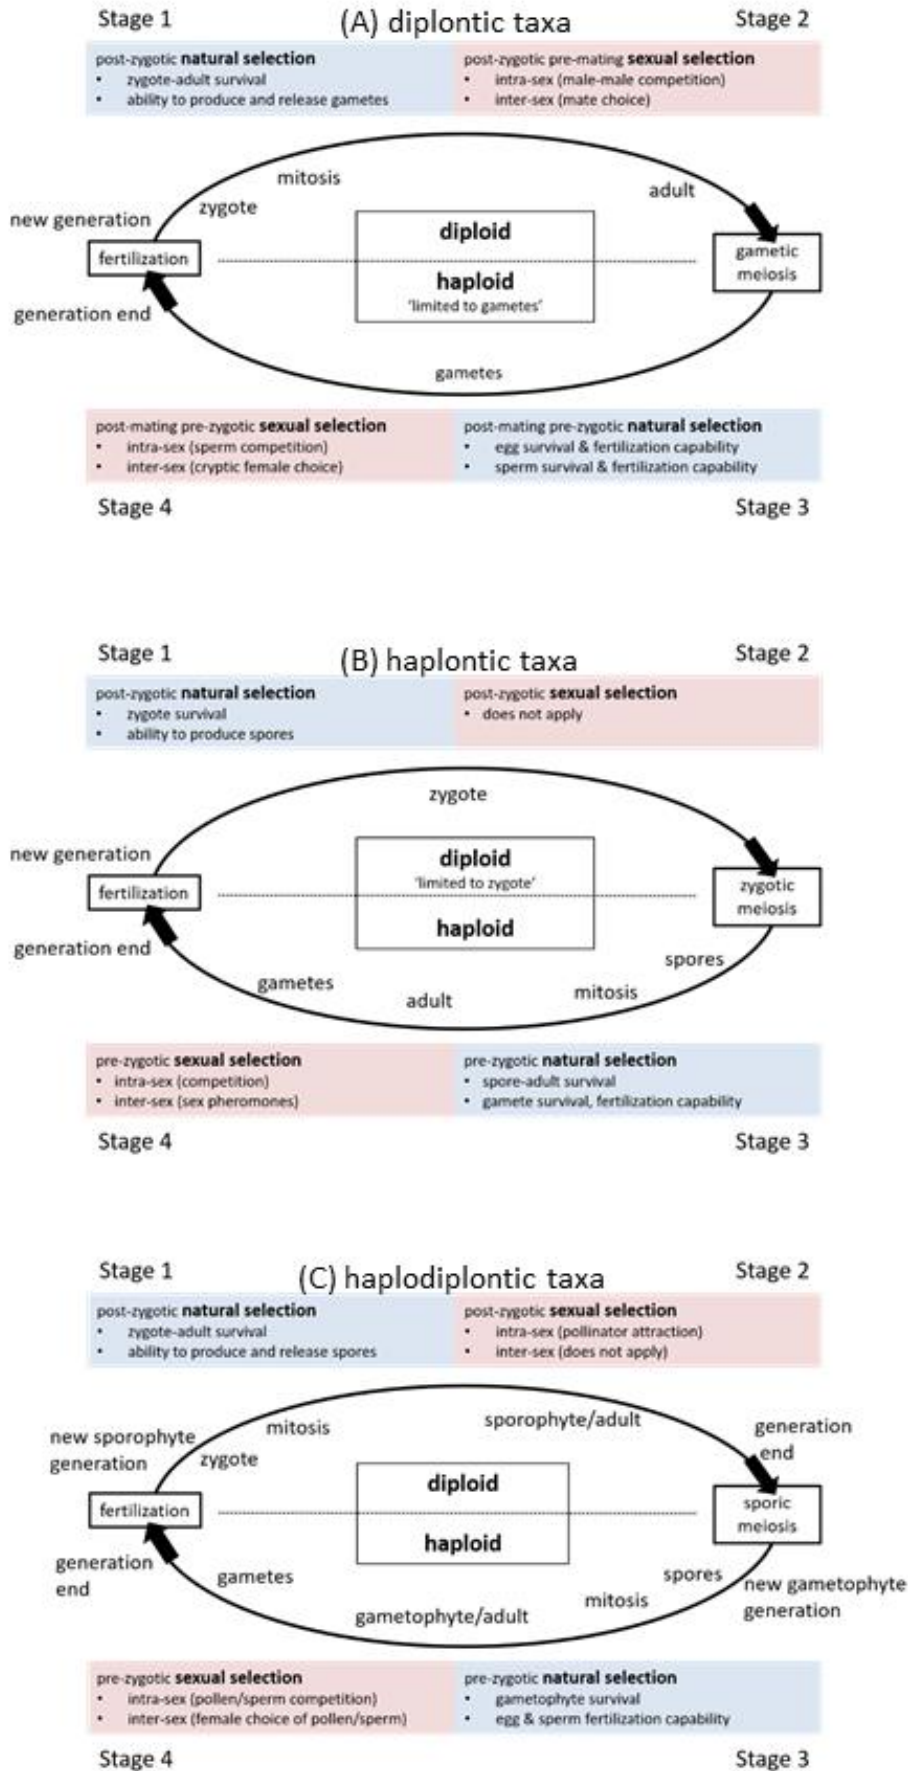 Stage 1
(A) diplontic taxa
Stage 2
post-zygotic natural selection
• zygote-adult survival
• ability to produce and release gametes
post-zygotic pre-mating sexual selection
• intra-sex (male-male competition)
• inter-sex (mate choice)
mitosis
zygote
adult
new generation
fertilization
generation end
diploid
haploid
'limited to gametes'
gametic
meiosis
gametes
post-mating pre-zygotic sexual selection
• intra-sex (sperm competition)
• inter-sex (cryptic female choice)
post-mating pre-zygotic natural selection
• egg survival & fertilization capability
• sperm survival & fertilization capability
Stage 4
Stage 3
Stage 1
(B) haplontic taxa
Stage 2
post-zygotic natural selection
• zygote survival
• ability to produce spores
post-zygotic sexual selection
• does not apply
zygote
new generation
fertilization
generation end
diploid
'limited to zygote'
haploid
zygotic
meiosis
spores
mitosis
adult
gametes
pre-zygotic sexual selection
• intra-sex (competition)
• inter-sex (sex pheromones)
pre-zygotic natural selection
• spore-adult survival
• gamete survival, fertilization capability
Stage 4
Stage 3
Stage 1
(C) haplodiplontic taxa
Stage 2
post-zygotic natural selection
• zygote-adult survival
• ability to produce and release spores
post-zygotic sexual selection
• intra-sex (pollinator attraction)
• inter-sex (does not apply)
mitosis
sporophyte/adult
new sporophyte
generation
zygote
generation
end
fertilization
diploid
haploid
sporic
meiosis
generation
end
gametes
spores
mitosis
new gametophyte
generation
gametophyte/adult
pre-zygotic sexual selection
• intra-sex (pollen/sperm competition)
• inter-sex (female choice of pollen/sperm)
pre-zygotic natural selection
• gametophyte survival
• egg & sperm fertilization capability
Stage 4
Stage 3